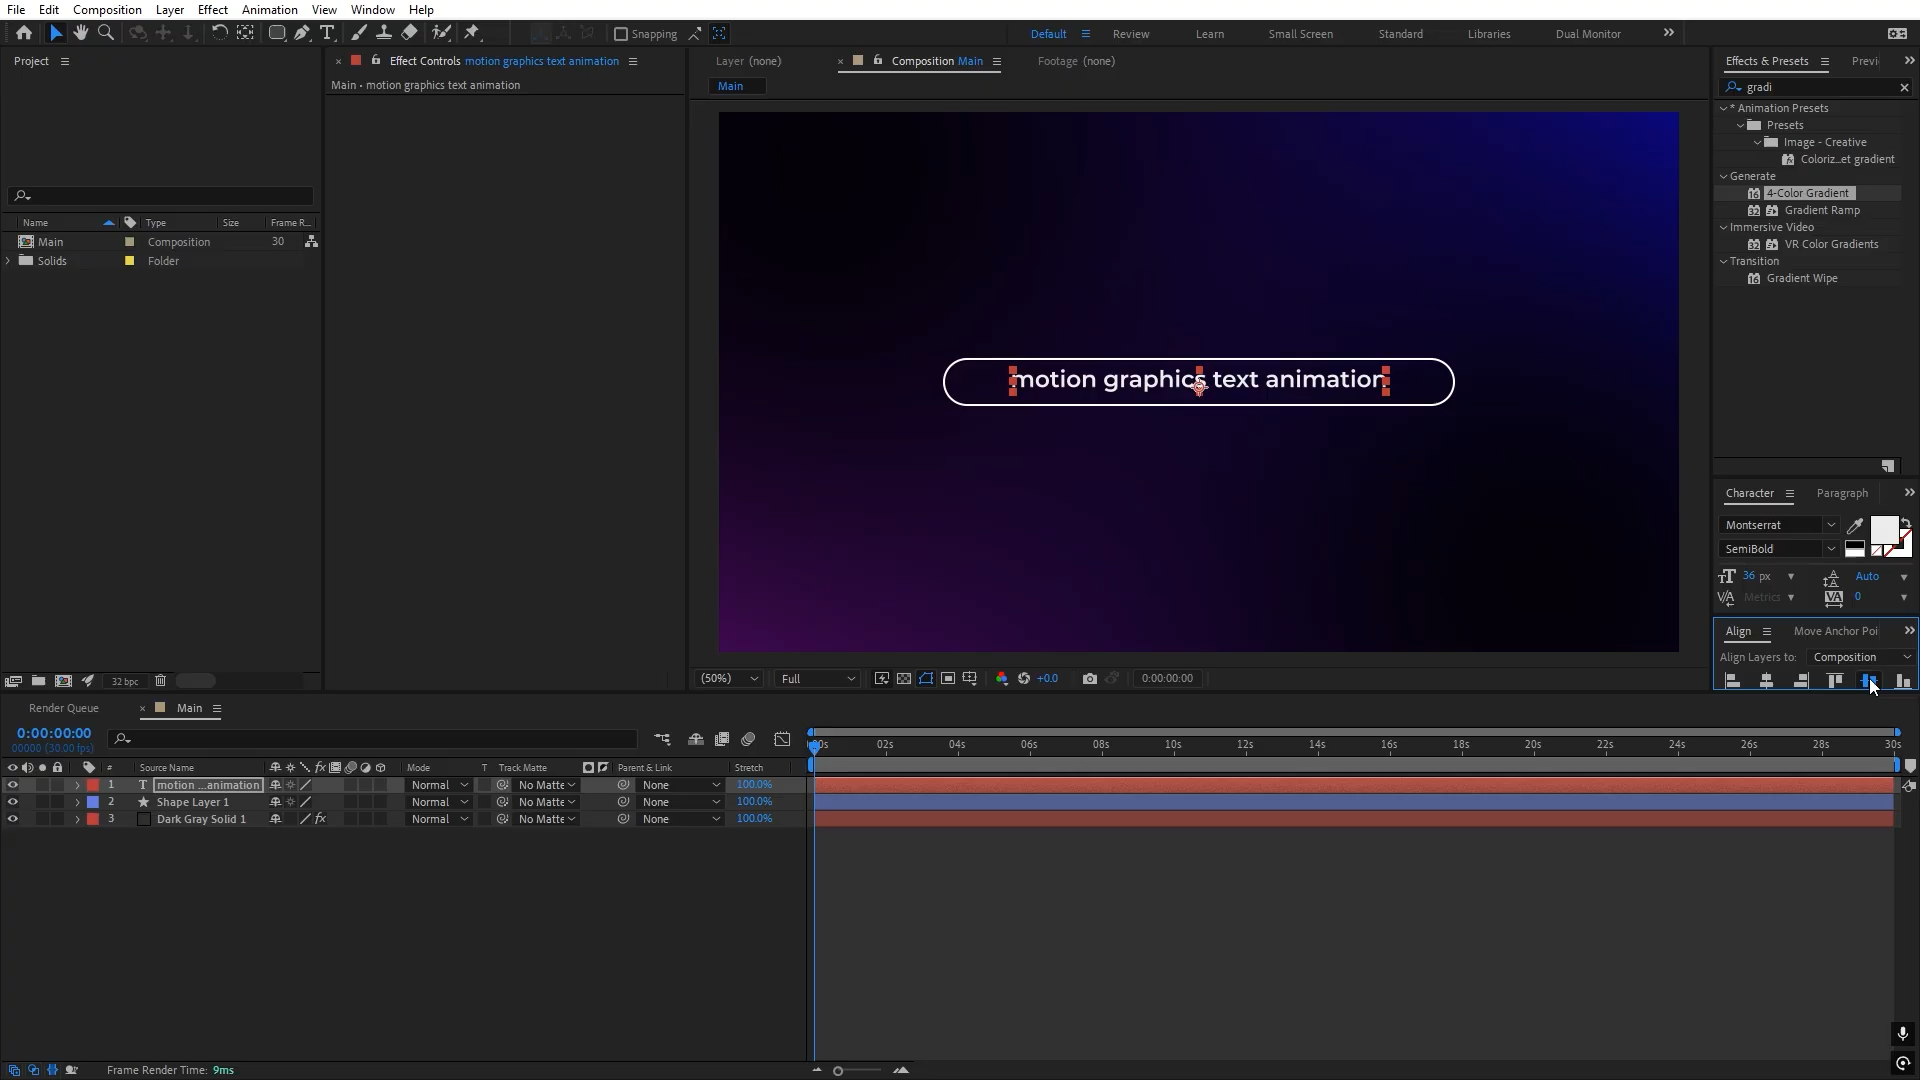 File Edit Composition Layer Effect Animation View Window Help
Snapping
Default Review Learn Small Screen Standard Libraries Dual Monitor
Project
Effect Controls motion graphics text animation
Main • motion graphics text animation
Layer (none)
Composition Main
Footage (none)
Main
Effects & Presets Previ
gradi
* Animation Presets
Presets
Image - Creative
Coloriz...et gradient
Generate
4-Color Gradient
Gradient Ramp
Immersive Video
VR Color Gradients
Transition
Gradient Wipe
Name Type Size Frame R...
Main Composition 30
Solids Folder
motion graphics text animation
Character Paragraph
Montserrat
SemiBold
36 px Auto
Metrics 0
Align Move Anchor Poi
Align Layers to: Composition
32 bpc
(50%) Full +0.0 0:00:00:00
Render Queue Main
0:00:00:00
00000 (30.00 fps)
:00s 02s 04s 06s 08s 10s 12s 14s 16s 18s 20s 22s 24s 26s 28s 30s
# Source Name fx Mode T Track Matte Parent & Link Stretch
1 T motion ...animation Normal No Matte None 100.0%
2 Shape Layer 1 Normal No Matte None 100.0%
3 Dark Gray Solid 1 fx Normal No Matte None 100.0%
Frame Render Time: 9ms